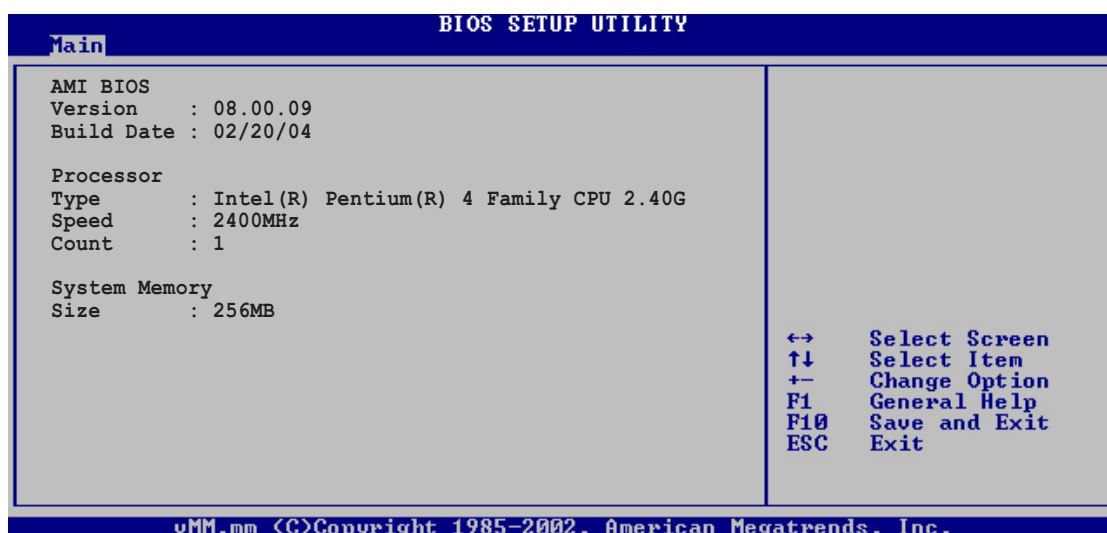 BIOS SETUP UTILITY
Main
AMI BIOS
Version : 08.00.09
Build Date : 02/20/04
Processor
Type : Intel(R) Pentium(R) 4 Family CPU 2.40G
Speed : 2400MHz
Count : 1
System Memory
Size : 256MB
←→ Select Screen
↑↓ Select Item
+- Change Option
F1 General Help
F10 Save and Exit
ESC Exit
vMM.mm (C)Copyright 1985-2002, American Megatrends, Inc.